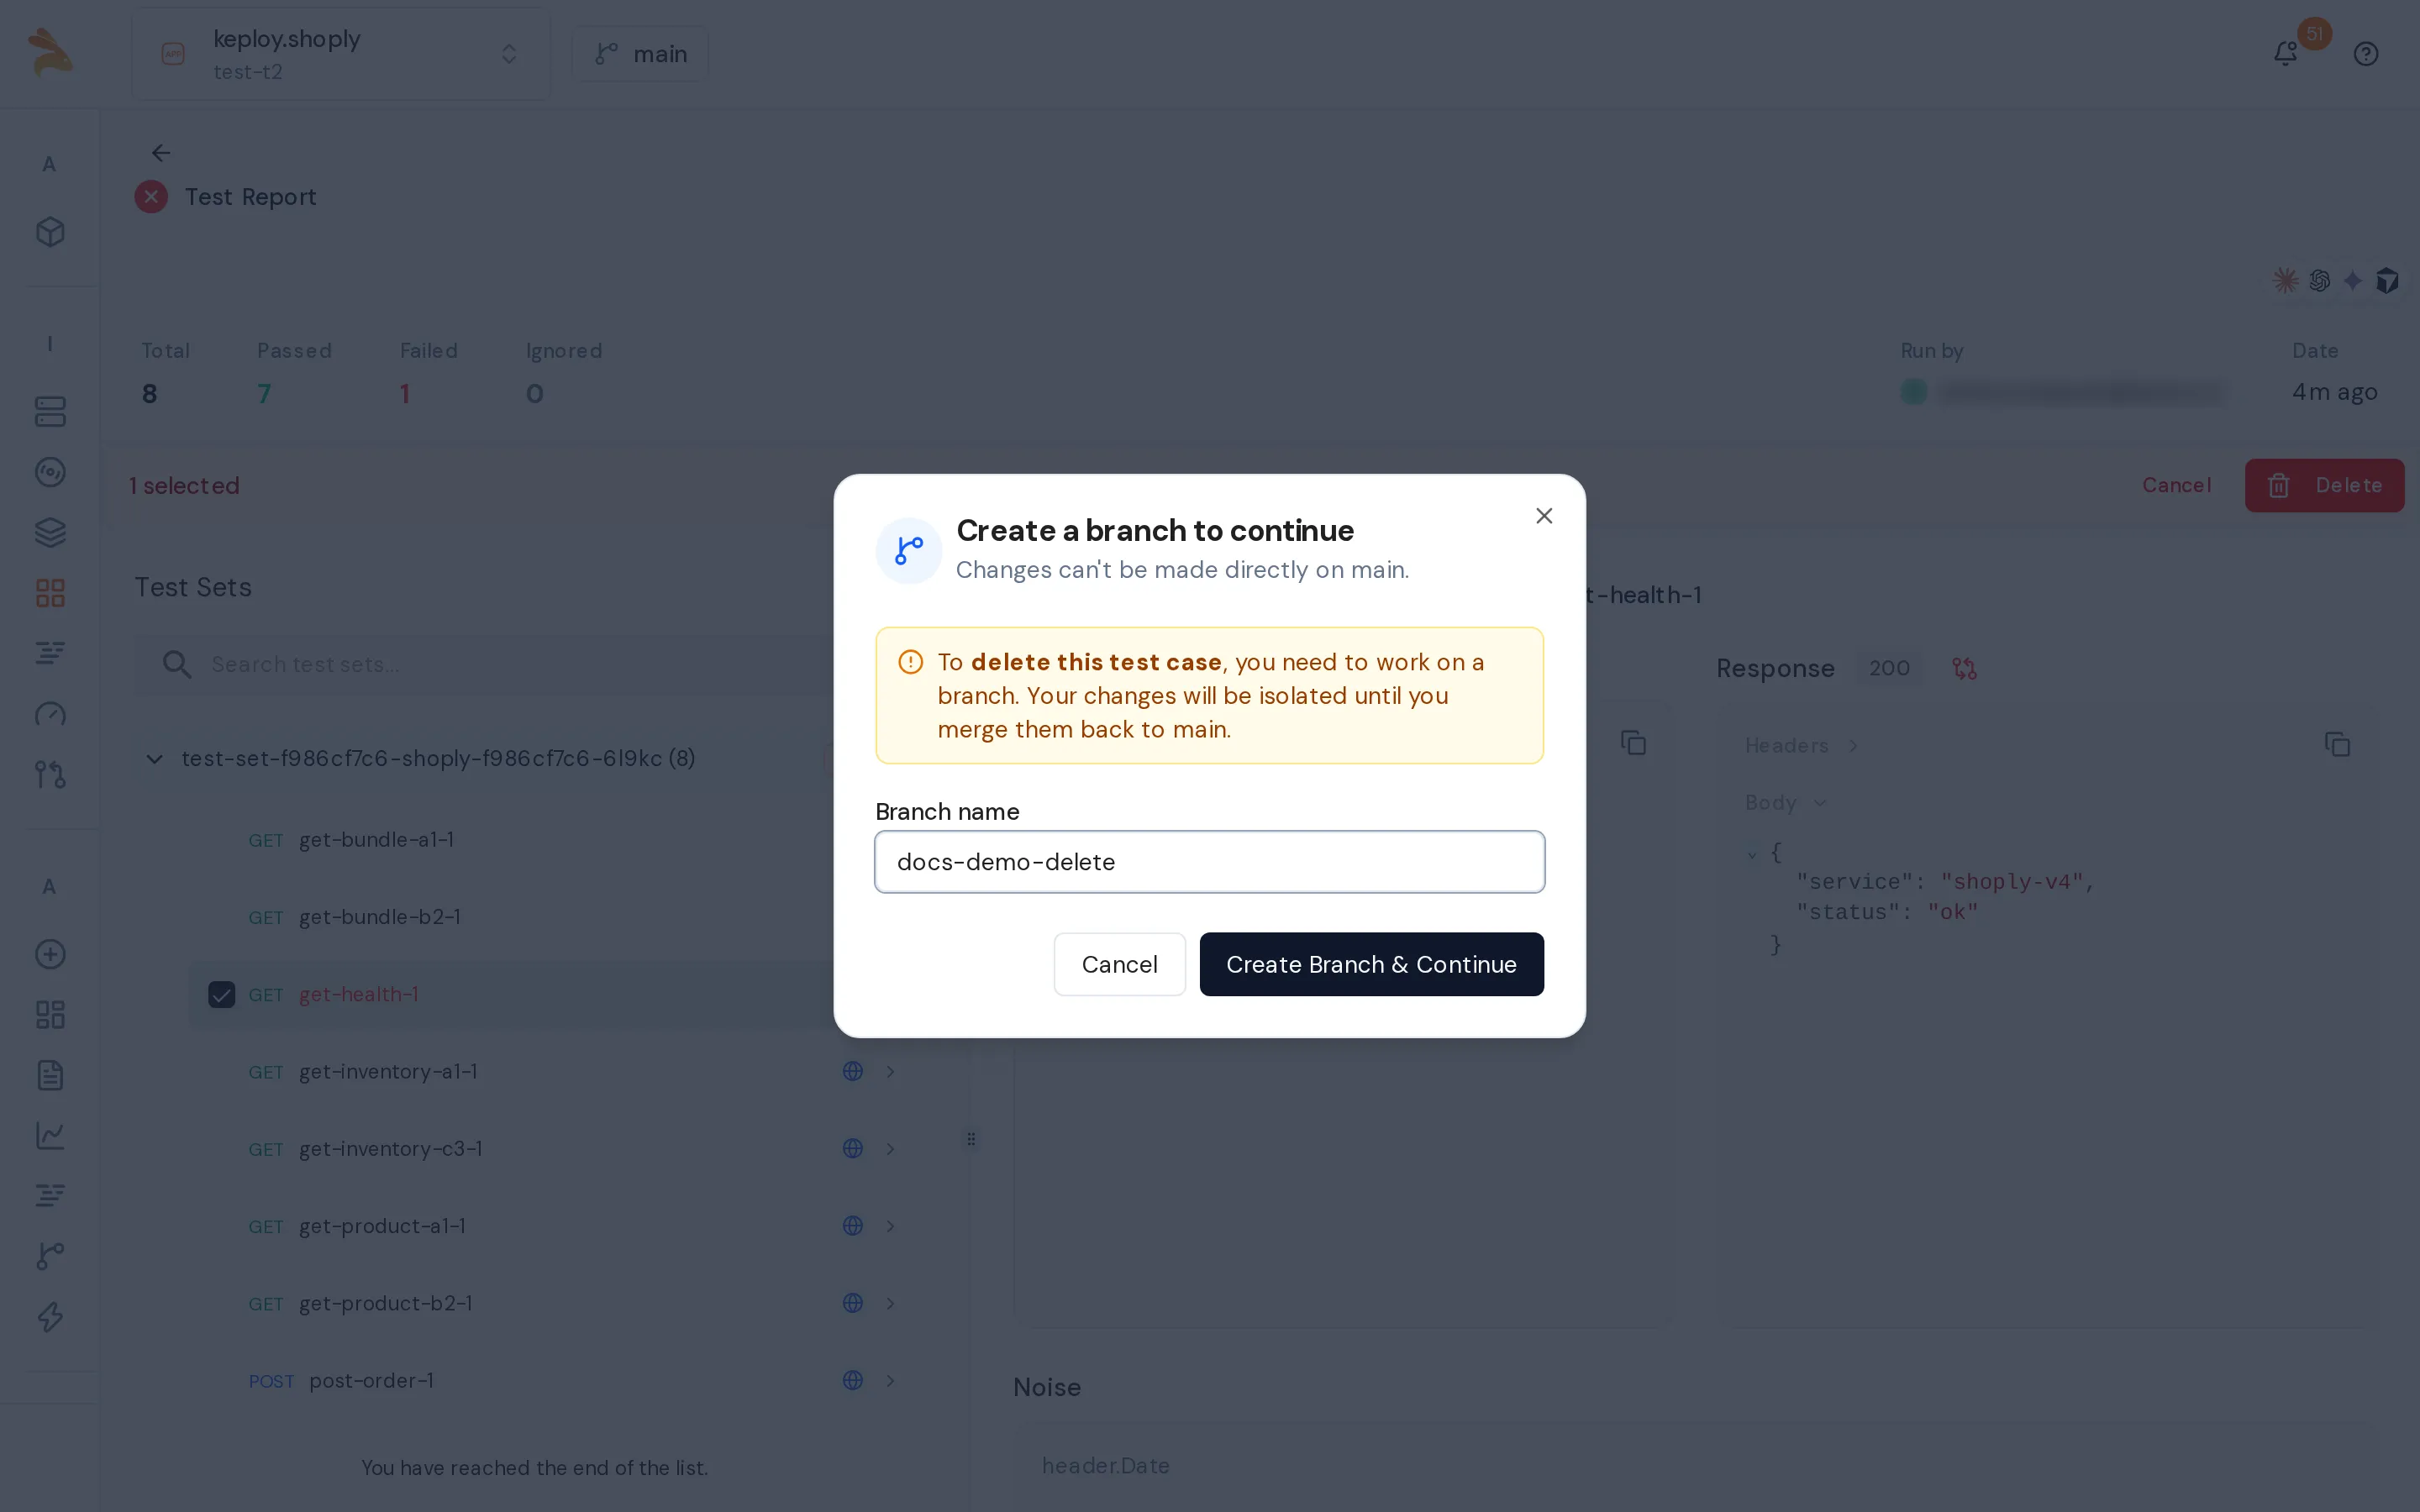 keploy.shoply
test-t2
main
51
A
Test Report
Total
Passed
Failed
Ignored
Run by
Date
8
7
1
0
4m ago
I
1 selected
Cancel
Delete
Create a branch to continue
Changes can't be made directly on main.
To delete this test case, you need to work on a
branch. Your changes will be isolated until you
merge them back to main.
Branch name
docs-demo-delete
Cancel
Create Branch & Continue
Test Sets
Search test sets...
test-set-f986cf7c6-shoply-f986cf7c6-6l9kc (8)
GET get-bundle-a1-1
A
GET get-bundle-b2-1
GET get-health-1
GET get-inventory-a1-1
GET get-inventory-c3-1
GET get-product-a1-1
GET get-product-b2-1
POST post-order-1
You have reached the end of the list.
t-health-1
Response 200
Headers
Body
{
"service": "shoply-v4",
"status": "ok"
}
Noise
header.Date